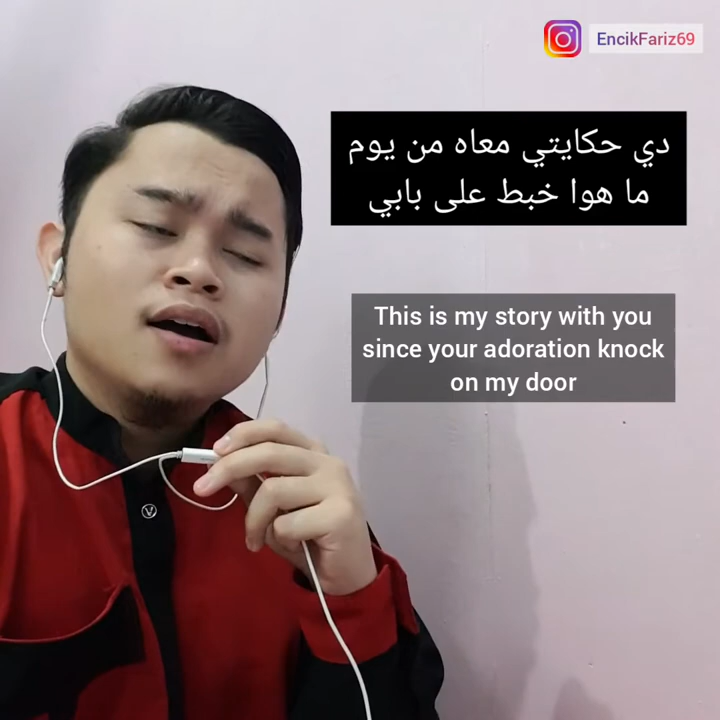 EncikFariz69
دي حكايتي معاه من يوم
ما هوا خبط على بابي
This is my story with you
since your adoration knock
on my door